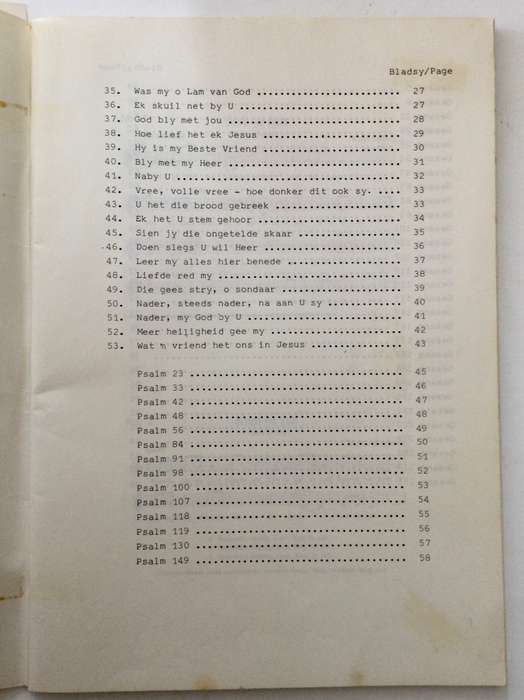 Bladsy/Page
35. Was my o Lam van God ........................... 27
36. Ek skuil net by U .............................. 27
37. God bly met jou ................................ 28
38. Hoe lief het ek Jesus .......................... 29
39. Hy is my Beste Vriend .......................... 30
40. Bly met my Heer ................................ 31
41. Naby U ......................................... 32
42. Vree, volle vree - hoe donker dit ook sy. .... 33
43. U het die brood gebreek ........................ 33
44. Ek het U stem gehoor ........................... 34
45. Sien jy die ongetelde skaar .................... 35
46. Doen slegs U wil Heer .......................... 36
47. Leer my alles hier benede ...................... 37
48. Liefde red my .................................. 38
49. Die gees stry, o sondaar ....................... 39
50. Nader, steeds nader, na aan U sy ............... 40
51. Nader, my God by U ............................. 41
52. Meer heiligheid gee my ......................... 42
53. Wat 'n vriend het ons in Jesus ................. 43
Psalm 23 ....................................... 45
Psalm 33 ....................................... 46
Psalm 42 ....................................... 47
Psalm 48 ....................................... 48
Psalm 56 ....................................... 49
Psalm 84 ....................................... 50
Psalm 91 ....................................... 51
Psalm 98 ....................................... 52
Psalm 100 ...................................... 53
Psalm 107 ...................................... 54
Psalm 118 ...................................... 55
Psalm 119 ...................................... 56
Psalm 130 ...................................... 57
Psalm 149 ...................................... 58